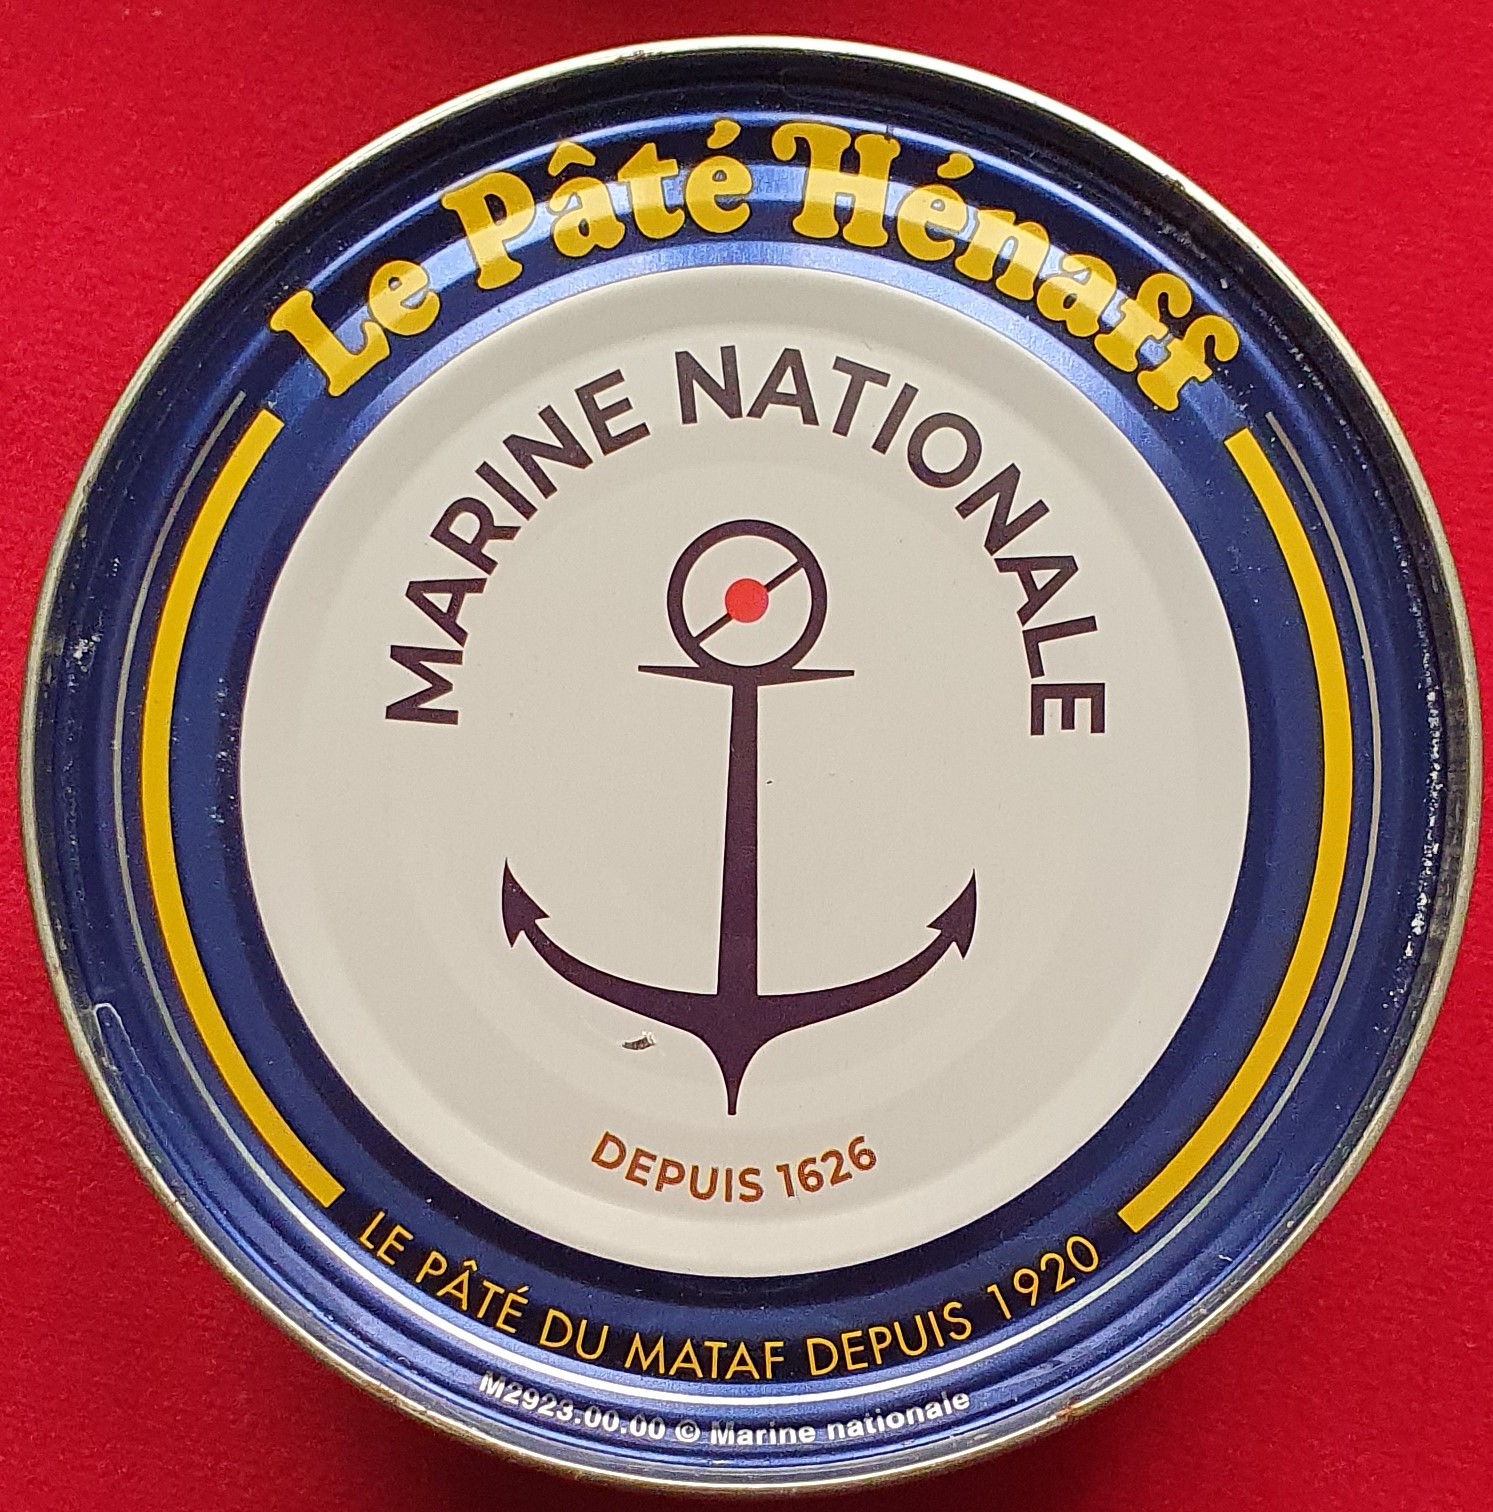 Le Pâté Hénaff
MARINE NATIONALE
DEPUIS 1626
LE PÂTÉ DU MATAF DEPUIS 1920
M2923.00.00 © Marine nationale